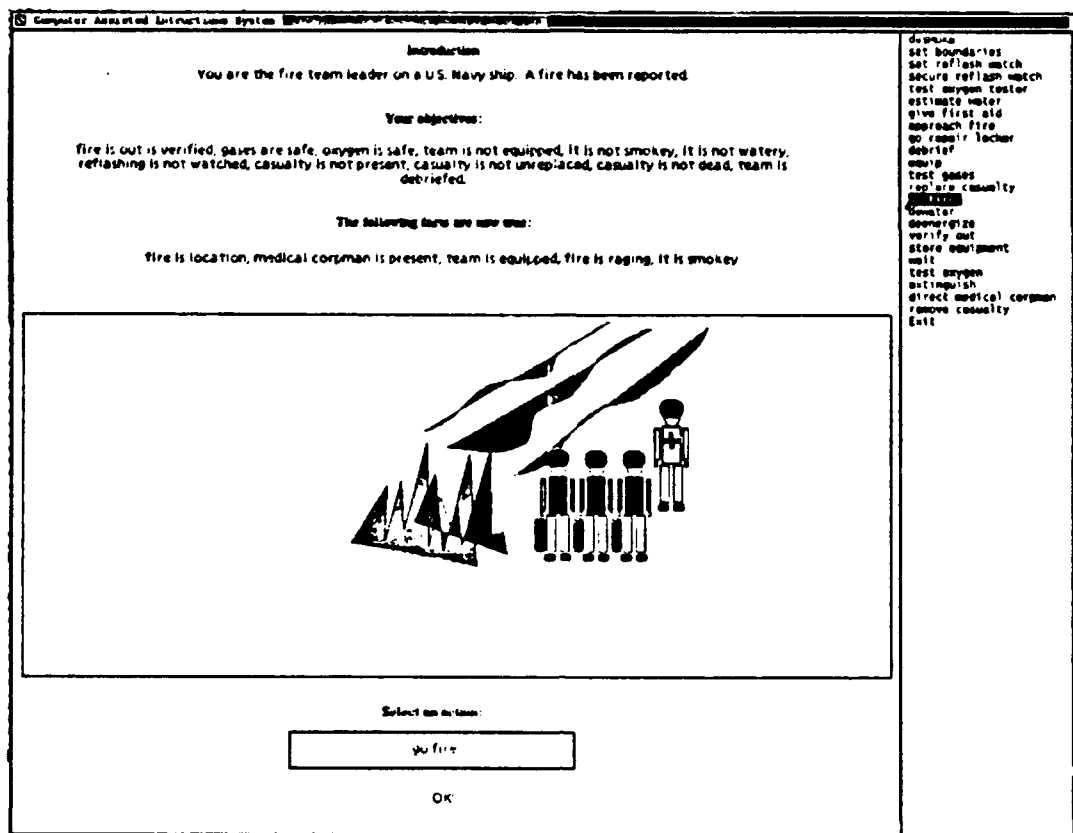 Computer Assisted Intructions System
Introduction
You are the fire team leader on a U.S. Navy ship. A fire has been reported.
Your objectives:
fire is out is verified, gases are safe, oxygen is safe, team is not equipped, it is not smokey, it is not watery,
reflashing is not watched, casualty is not present, casualty is not unreplaced, casualty is not dead, team is
debriefed.
The following facts are now true:
fire is location, medical corpman is present, team is equipped, fire is raging, it is smokey
Select an action:
go fire
OK
desmoke
set boundaries
set reflash watch
secure reflash watch
test oxygen tester
estimate water
give first aid
approach fire
go repair locker
debrief
equip
test gases
replace casualty
dewater
deenergize
verify out
store equipment
wait
test oxygen
extinguish
direct medical corpman
remove casualty
Exit